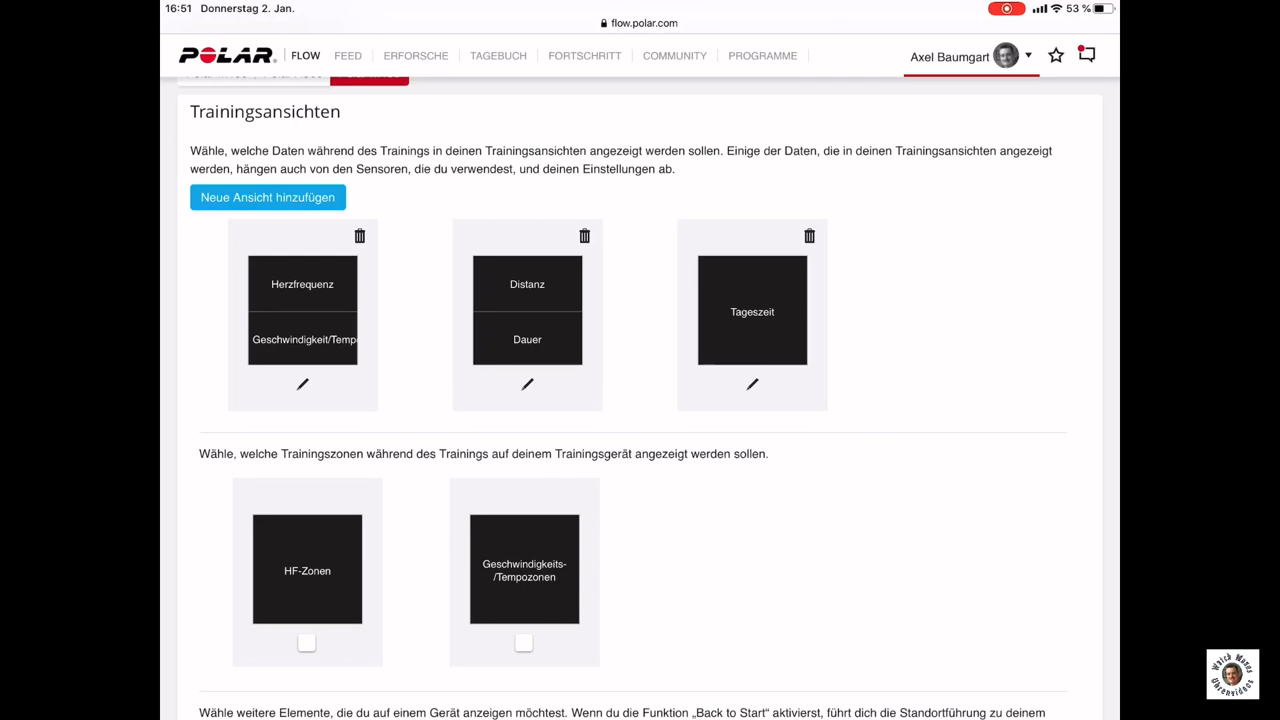 16:51 Donnerstag 2. Jan.
53 %
flow.polar.com
POLAR. FLOW FEED ERFORSCHE TAGEBUCH FORTSCHRITT COMMUNITY PROGRAMME Axel Baumgart
Trainingsansichten
Wähle, welche Daten während des Trainings in deinen Trainingsansichten angezeigt werden sollen. Einige der Daten, die in deinen Trainingsansichten angezeigt
werden, hängen auch von den Sensoren, die du verwendest, und deinen Einstellungen ab.
Neue Ansicht hinzufügen
Herzfrequenz
Geschwindigkeit/Temp
Distanz
Dauer
Tageszeit
Wähle, welche Trainingszonen während des Trainings auf deinem Trainingsgerät angezeigt werden sollen.
HF-Zonen
Geschwindigkeits-
/Tempozonen
Wähle weitere Elemente, die du auf einem Gerät anzeigen möchtest. Wenn du die Funktion „Back to Start“ aktivierst, führt dich die Standortführung zu deinem